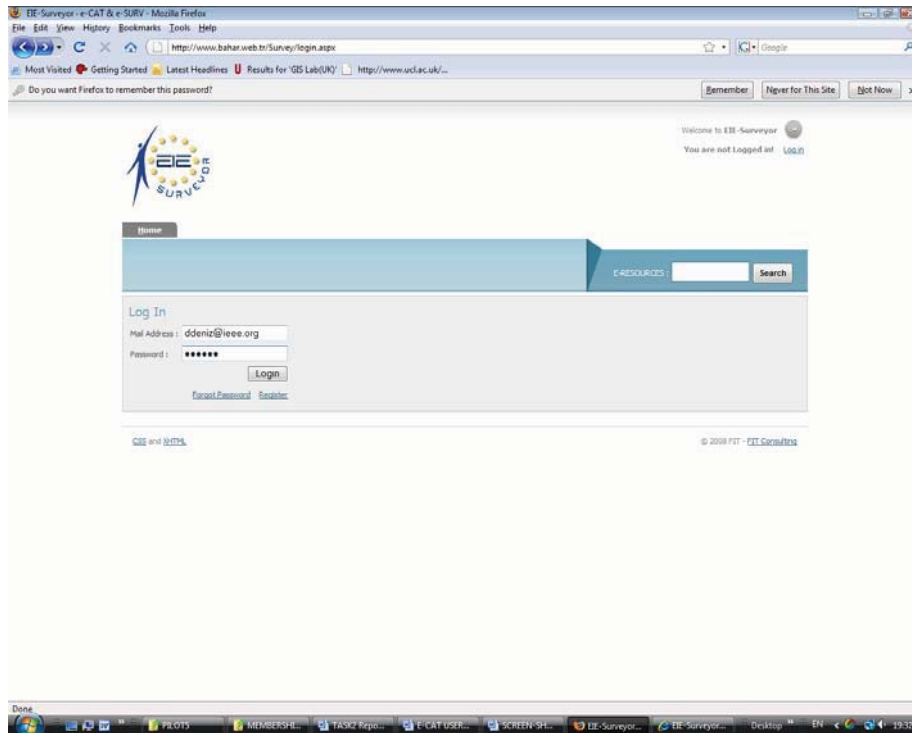 EIE-Surveyor - e-CAT & e-SURV - Mozilla Firefox
File Edit View History Bookmarks Tools Help
http://www.bahar.web.tr/Survey/login.aspx
Google
Most Visited Getting Started Latest Headlines Results for 'GIS Lab(UK)' http://www.ucl.ac.uk/...
Do you want Firefox to remember this password? Remember Never for This Site Not Now
EIE SURVEYOR
Welcome to EIE-Surveyor
You are not Logged in! Log in
Home
E-RESOURCES : Search
Log In
Mail Address : ddeniz@ieee.org
Password : ••••••
Login
Forgot Password Register
CSS and XHTML
© 2008 FIT - FIT Consulting
Done
PILOTS MEMBERSHI... TASK2 Repo... E-CAT USER... SCREEN-SH... EIE-Surveyor... EIE-Surveyor... Desktop EN 19:32